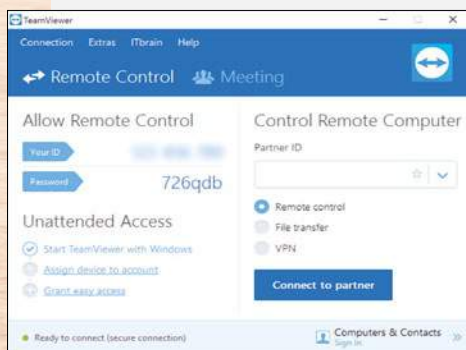 TeamViewer
Connection Extras ITbrain Help
Remote Control Meeting
Allow Remote Control
Your ID
Password 726qdb
Unattended Access
Start TeamViewer with Windows
Assign device to account
Grant easy access
Control Remote Computer
Partner ID
Remote control
File transfer
VPN
Connect to partner
Ready to connect (secure connection)
Computers & Contacts
Sign In